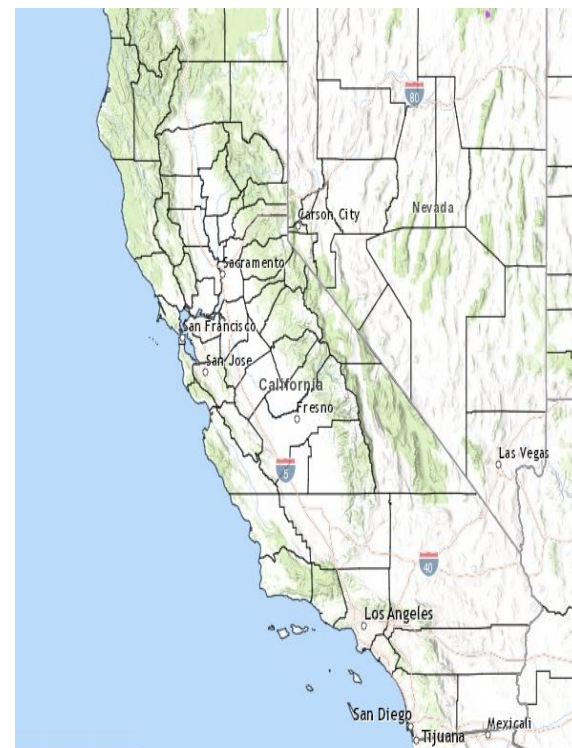 80
Carson City
Nevada
Sacramento
San Francisco
San Jose
California
Fresno
Las Vegas
5
40
Los Angeles
San Diego
Tijuana
Mexicali